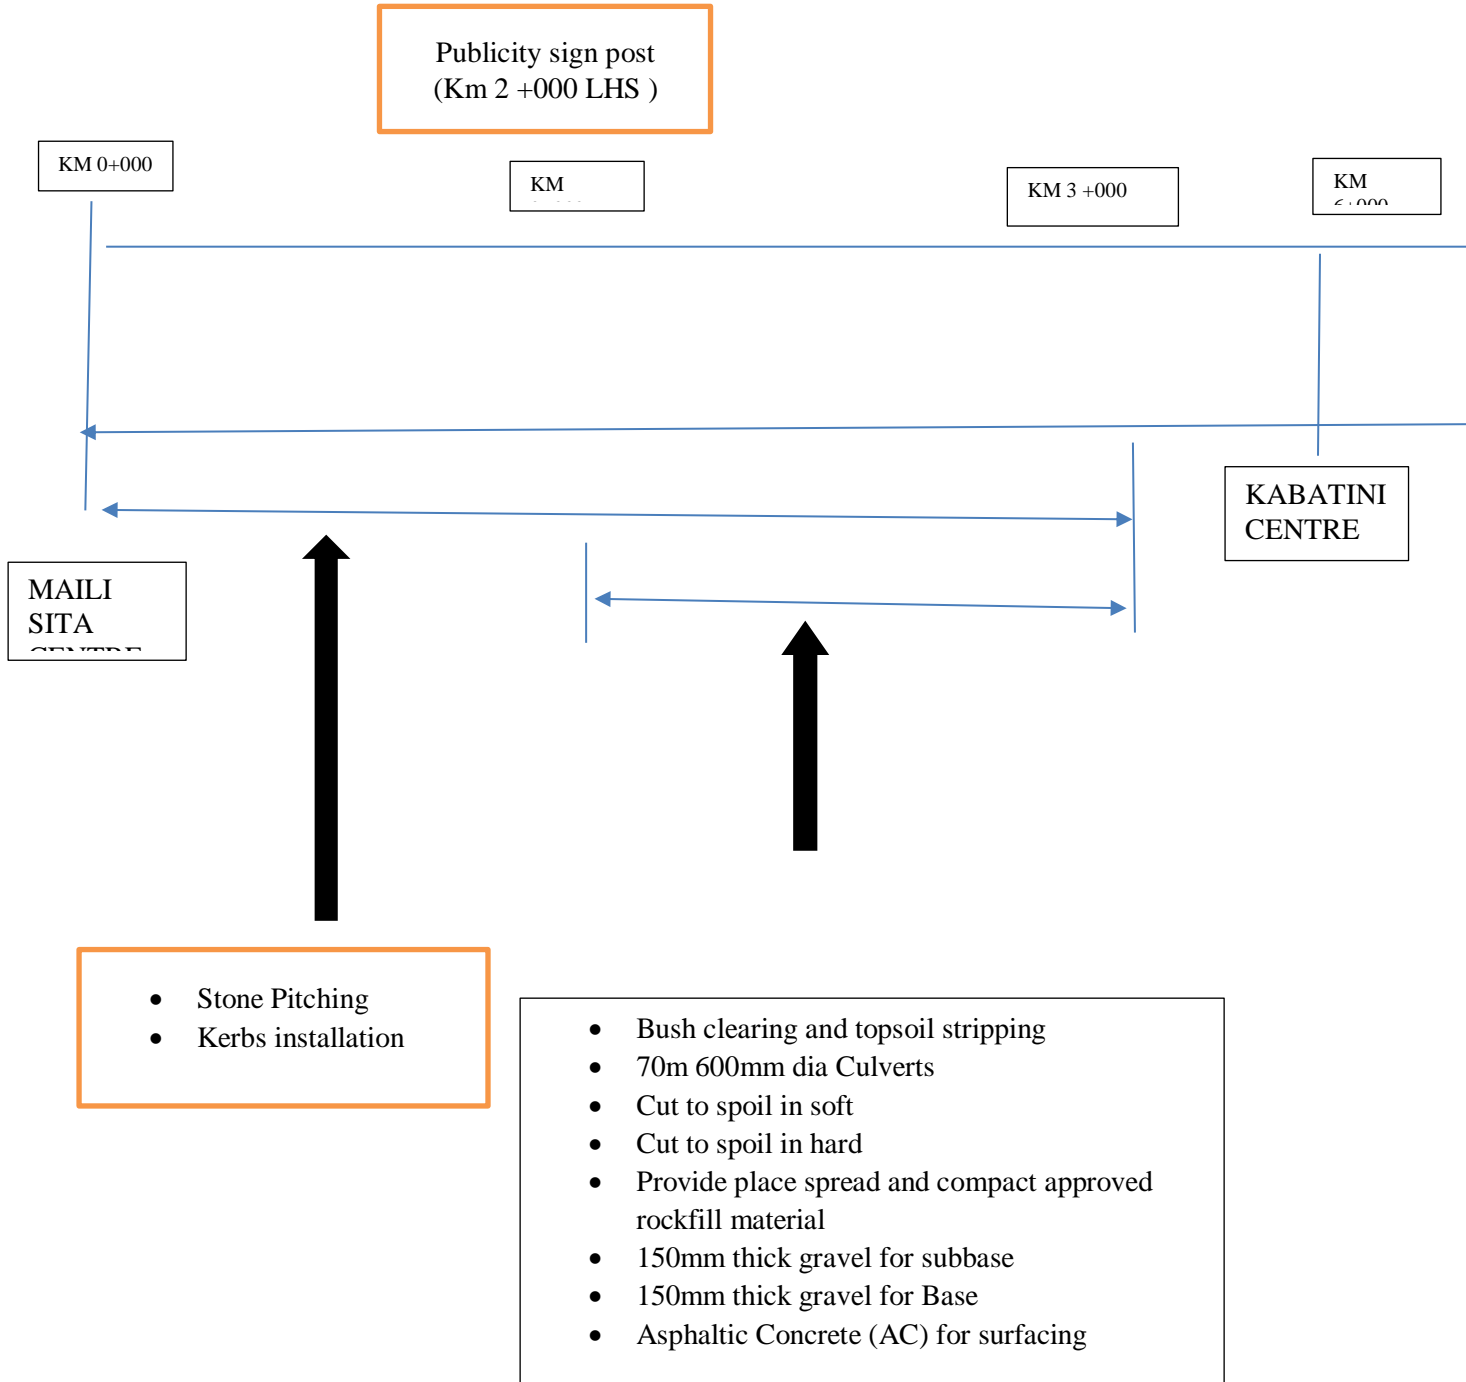 Publicity sign post
(Km 2 +000 LHS )
KM 0+000
KM
KM 3 +000
KM
6+000
KABATINI
CENTRE
MAILI
SITA
CENTRE
• Stone Pitching
• Kerbs installation
• Bush clearing and topsoil stripping
• 70m 600mm dia Culverts
• Cut to spoil in soft
• Cut to spoil in hard
• Provide place spread and compact approved
rockfill material
• 150mm thick gravel for subbase
• 150mm thick gravel for Base
• Asphaltic Concrete (AC) for surfacing